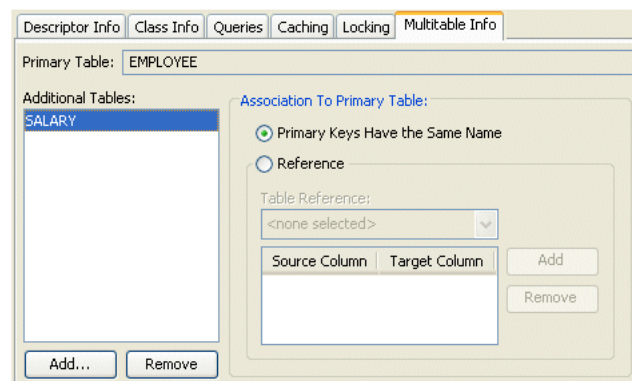 Descriptor Info Class Info Queries Caching Locking Multitable Info
Primary Table: EMPLOYEE
Additional Tables:
SALARY
Add... Remove
Association To Primary Table:
Primary Keys Have the Same Name
Reference
Table Reference:
<none selected>
Source Column Target Column
Add
Remove